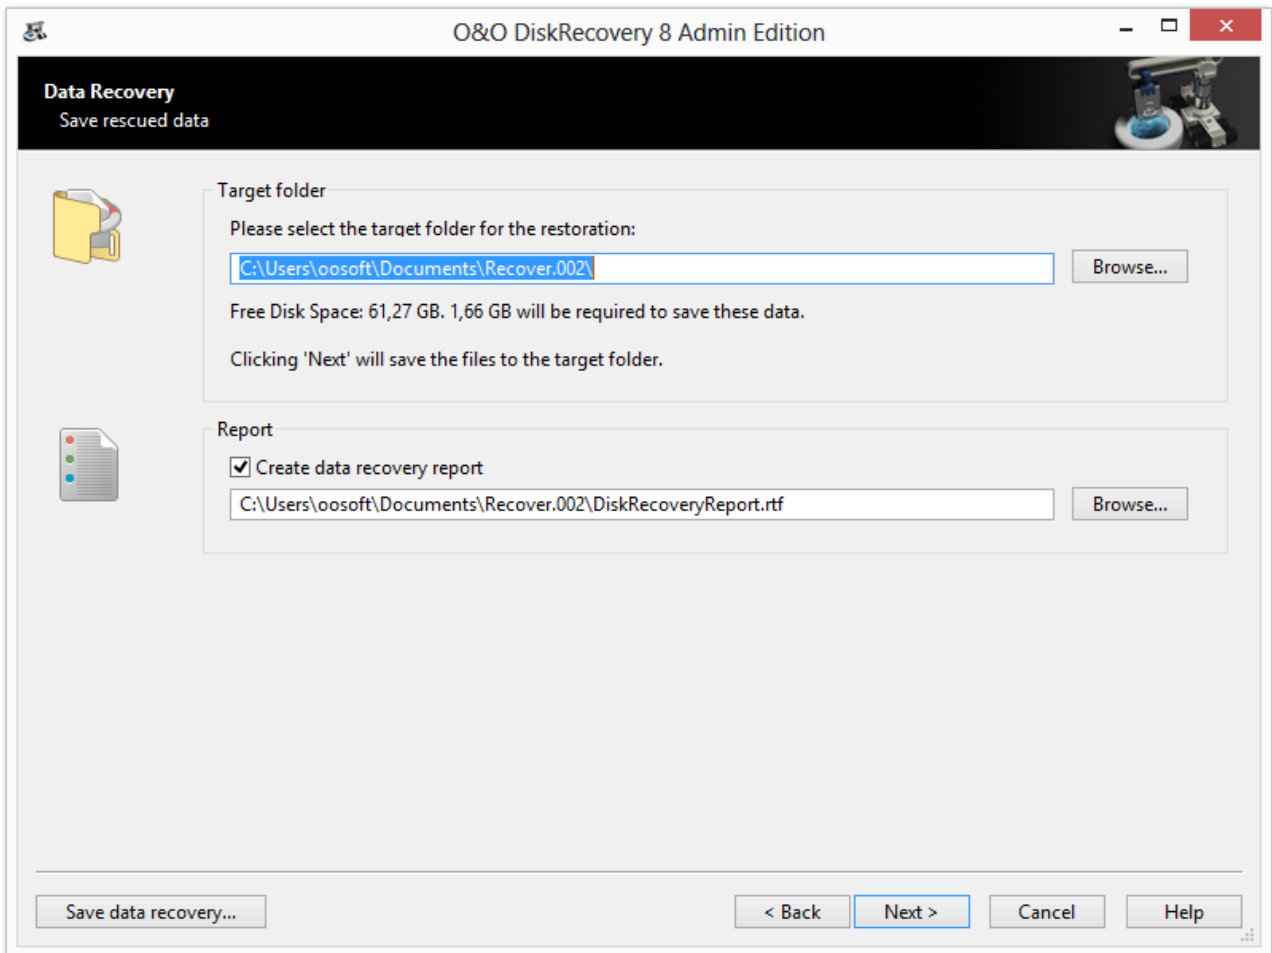 O&O DiskRecovery 8 Admin Edition
Data Recovery
Save rescued data
Target folder
Please select the target folder for the restoration:
C:\Users\oosoft\Documents\Recover.002\
Browse...
Free Disk Space: 61,27 GB. 1,66 GB will be required to save these data.
Clicking 'Next' will save the files to the target folder.
Report
Create data recovery report
C:\Users\oosoft\Documents\Recover.002\DiskRecoveryReport.rtf
Browse...
Save data recovery...
< Back
Next >
Cancel
Help